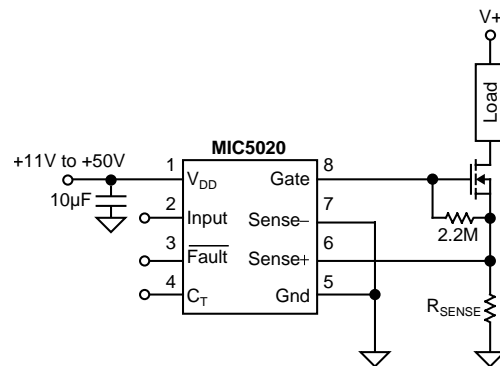 V+
Load
MIC5020
+11V to +50V
10µF
1
V_DD
2
Input
3
Fault
4
C_T
8
Gate
7
Sense−
6
Sense+
5
Gnd
2.2M
R_SENSE